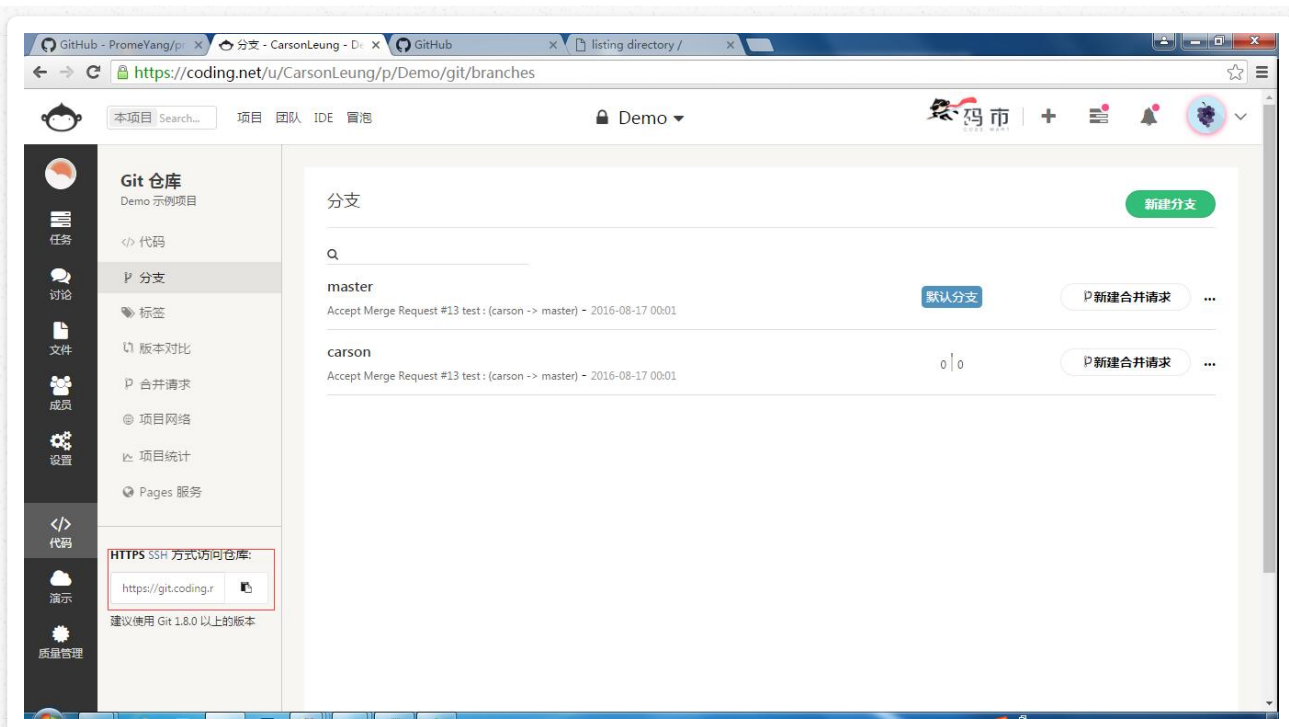 GitHub - PromeYang/pr
分支 - CarsonLeung - De
GitHub
listing directory /
https://coding.net/u/CarsonLeung/p/Demo/git/branches
本项目 Search... 项目 团队 IDE 冒泡
Demo
码市
CODE MART
Git 仓库
Demo 示例项目
任务
讨论
文件
成员
设置
代码
演示
质量管理
</> 代码
分支
标签
版本对比
合并请求
项目网络
项目统计
Pages 服务
HTTPS SSH 方式访问仓库:
https://git.coding.r
建议使用 Git 1.8.0 以上的版本
分支
新建分支
master
默认分支
新建合并请求
...
Accept Merge Request #13 test : (carson -> master) - 2016-08-17 00:01
carson
0 | 0
新建合并请求
...
Accept Merge Request #13 test : (carson -> master) - 2016-08-17 00:01